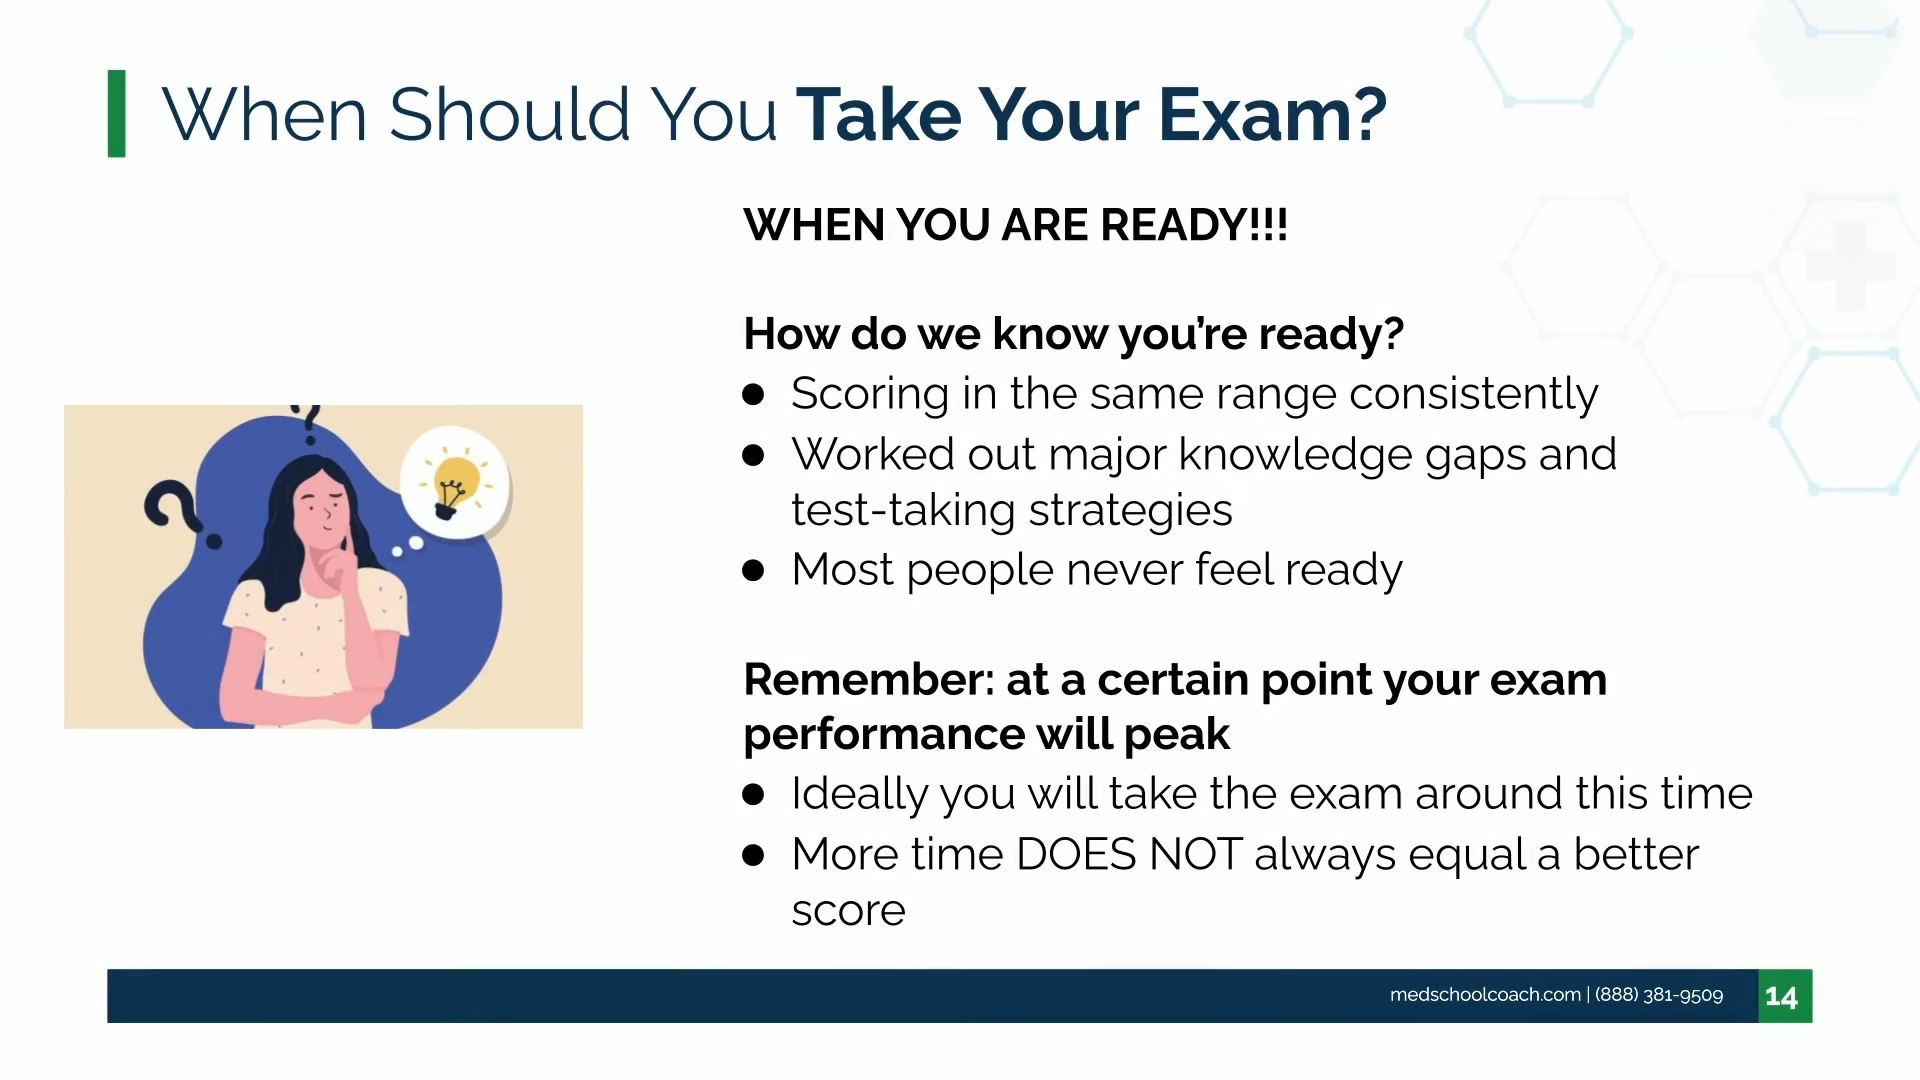 When Should You Take Your Exam?
WHEN YOU ARE READY!!!
How do we know you’re ready?
● Scoring in the same range consistently
● Worked out major knowledge gaps and
test-taking strategies
● Most people never feel ready
Remember: at a certain point your exam
performance will peak
● Ideally you will take the exam around this time
● More time DOES NOT always equal a better
score
medschoolcoach.com | (888) 381-9509
14